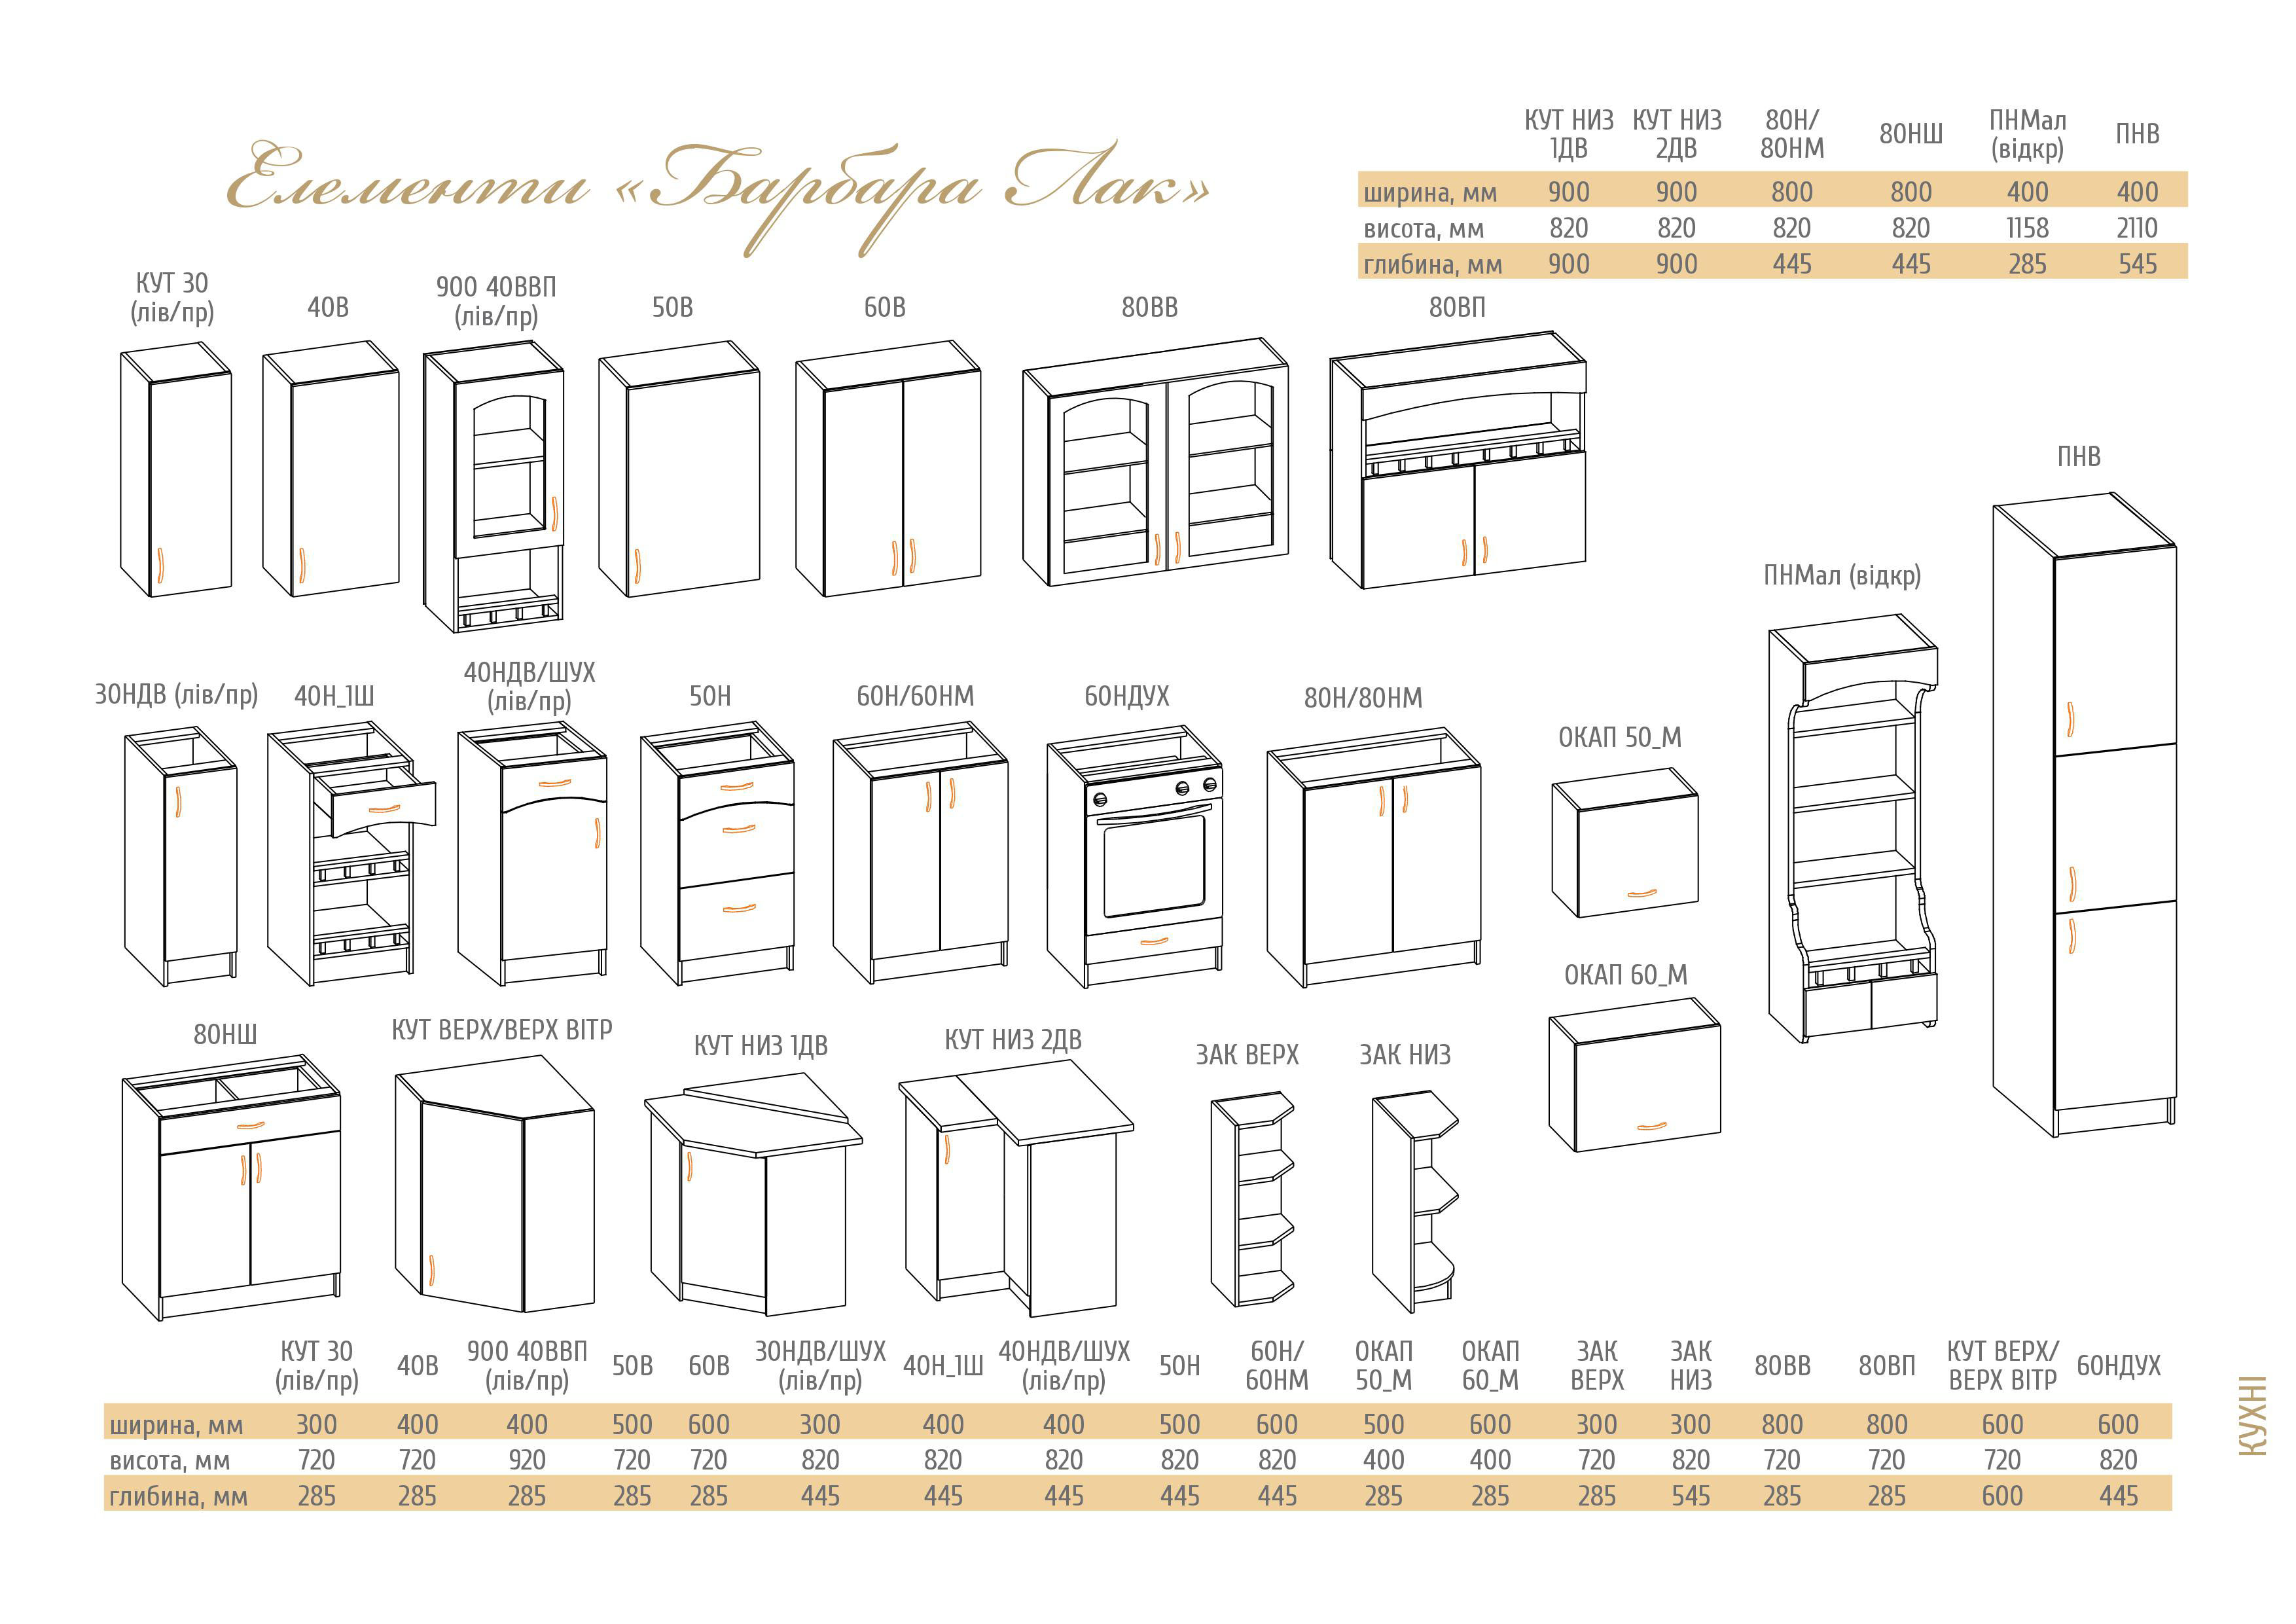 Елементи «Барбара Лак»
КУТ НИЗ КУТ НИЗ 80Н/ 80НШ ПНМал ПНВ
1ДВ 2ДВ 80НМ (відкр)
ширина, мм 900 900 800 800 400 400
висота, мм 820 820 820 820 1158 2110
глибина, мм 900 900 445 445 285 545
КУТ 30
(лів/пр)
40В
900 40ВВП
(лів/пр)
50В
60В
80ВВ
80ВП
ПНВ
ПНМал (відкр)
30НДВ (лів/пр)
40Н_1Ш
40НДВ/ШУХ
(лів/пр)
50Н
60Н/60НМ
60НДУХ
80Н/80НМ
ОКАП 50_М
ОКАП 60_М
80НШ
КУТ ВЕРХ/ВЕРХ ВІТР
КУТ НИЗ 1ДВ
КУТ НИЗ 2ДВ
ЗАК ВЕРХ
ЗАК НИЗ
КУТ 30 40В 900 40ВВП 50В 60В 30НДВ/ШУХ 40Н_1Ш 40НДВ/ШУХ 50Н 60Н/ ОКАП ОКАП ЗАК ЗАК 80ВВ 80ВП КУТ ВЕРХ/ 60НДУХ
(лів/пр) (лів/пр) (лів/пр) (лів/пр) 60НМ 50_М 60_М ВЕРХ НИЗ ВЕРХ ВІТР
ширина, мм 300 400 400 500 600 300 400 400 500 600 500 600 300 300 800 800 600 600
висота, мм 720 720 920 720 720 820 820 820 820 820 400 400 720 820 720 720 720 820
глибина, мм 285 285 285 285 285 445 445 445 445 445 285 285 285 545 285 285 600 445
КУХНІ